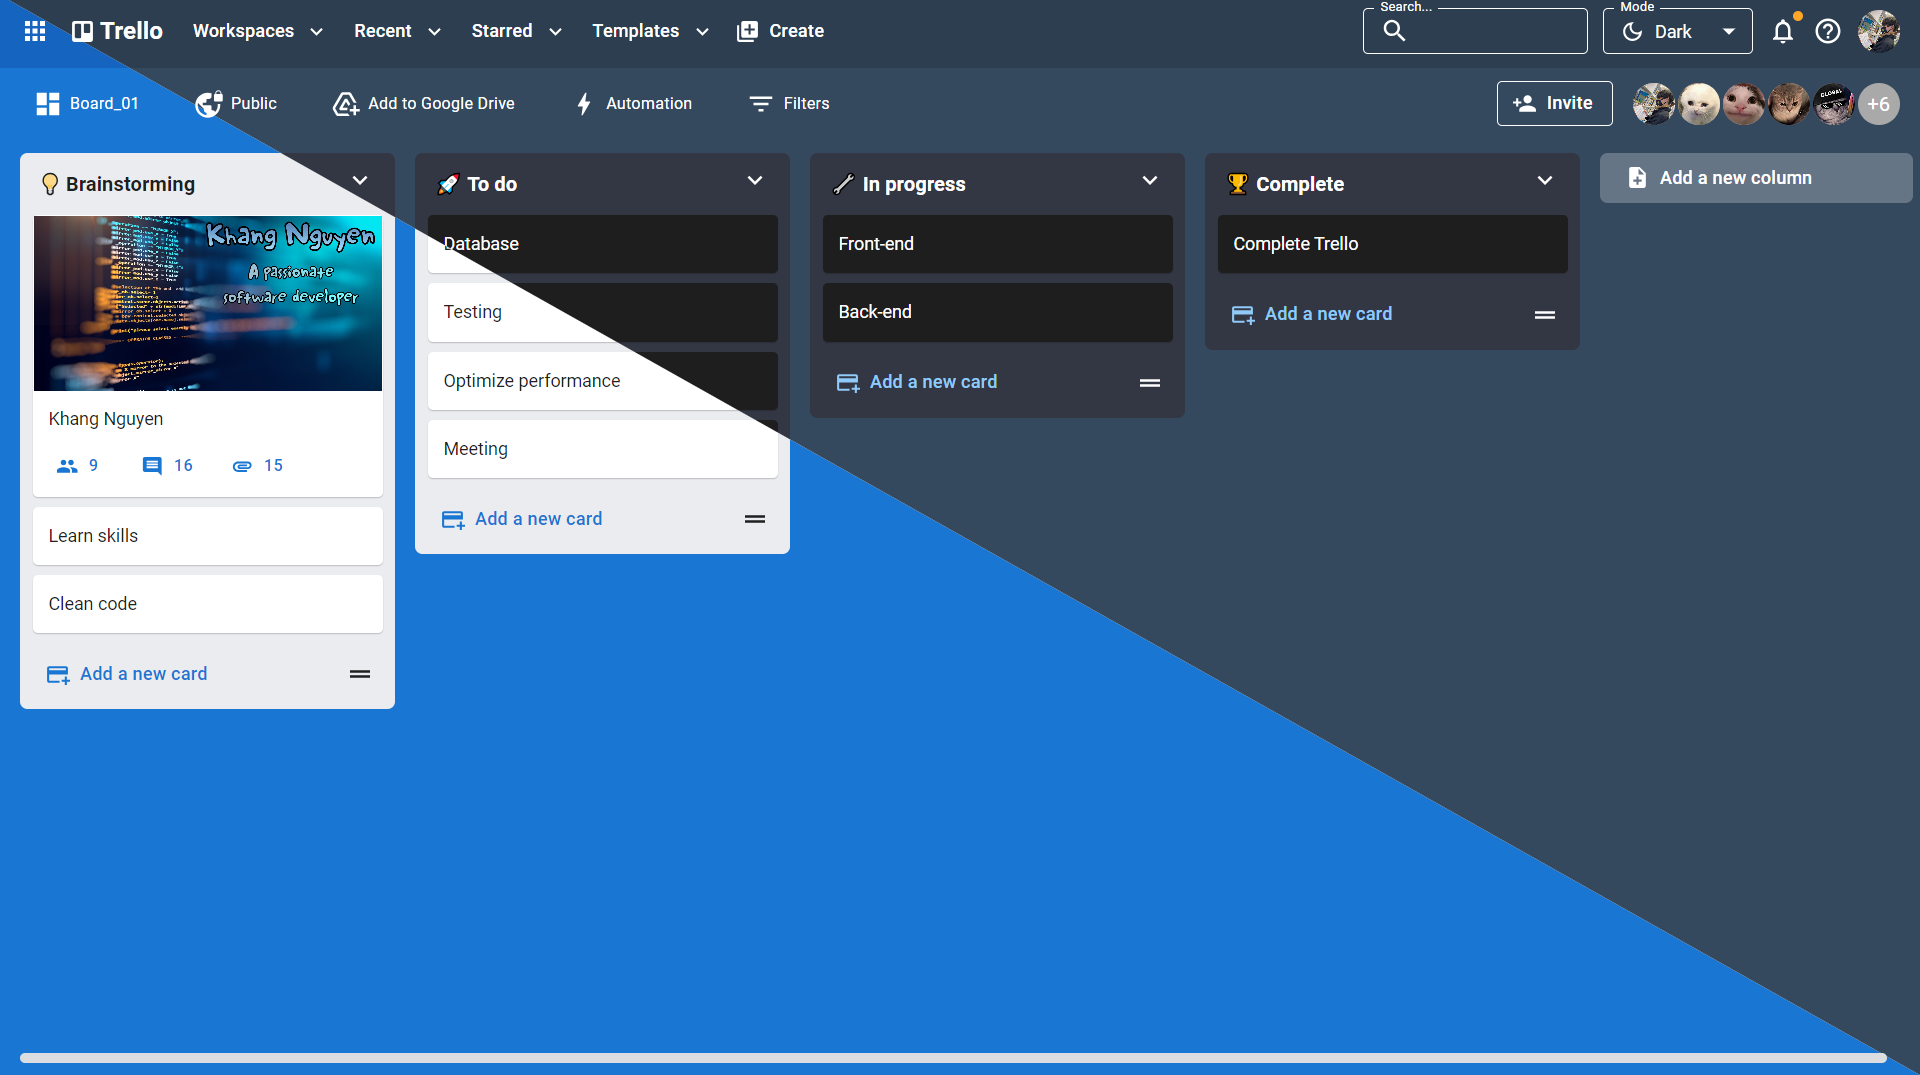 Search... Mode
Trello Workspaces Recent Starred Templates Create Dark
Board_01 Public Add to Google Drive Automation Filters Invite +6
Brainstorming
Khang Nguyen
A passionate
software developer
Khang Nguyen
9 16 15
Learn skills
Clean code
Add a new card
To do
Database
Testing
Optimize performance
Meeting
Add a new card
In progress
Front-end
Back-end
Add a new card
Complete
Complete Trello
Add a new card
Add a new column
GLOBAL